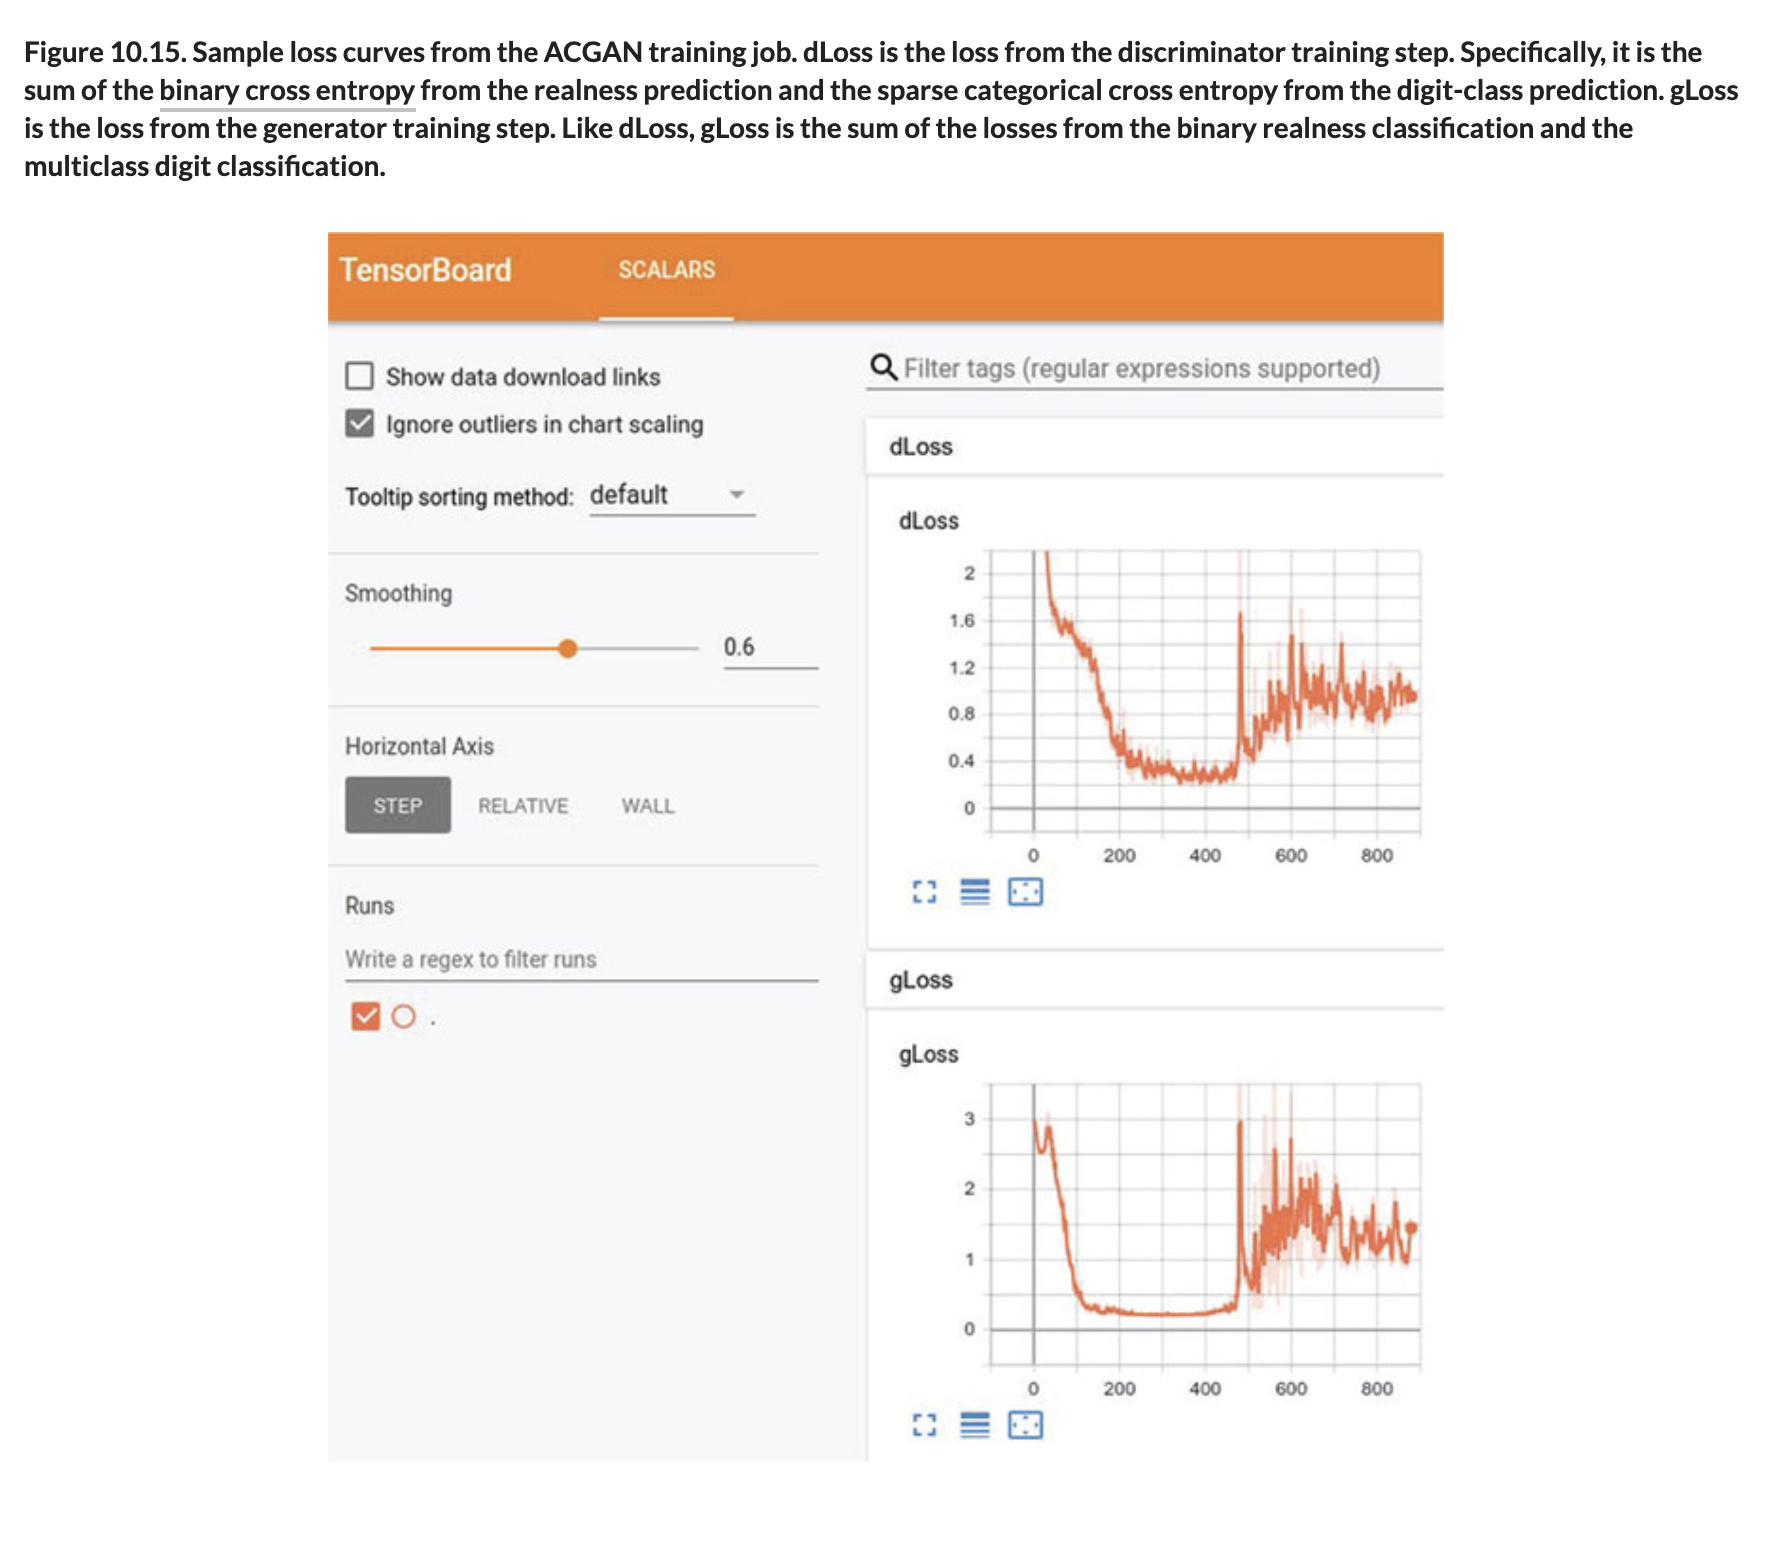 Figure 10.15. Sample loss curves from the ACGAN training job. dLoss is the loss from the discriminator training step. Specifically, it is the
sum of the binary cross entropy from the realness prediction and the sparse categorical cross entropy from the digit-class prediction. gLoss
is the loss from the generator training step. Like dLoss, gLoss is the sum of the losses from the binary realness classification and the
multiclass digit classification.
TensorBoard SCALARS
Show data download links
Ignore outliers in chart scaling
Tooltip sorting method: default
Smoothing
0.6
Horizontal Axis
STEP RELATIVE WALL
Runs
Write a regex to filter runs
.
Filter tags (regular expressions supported)
dLoss
dLoss
2
1.6
1.2
0.8
0.4
0
0 200 400 600 800
gLoss
gLoss
3
2
1
0
0 200 400 600 800